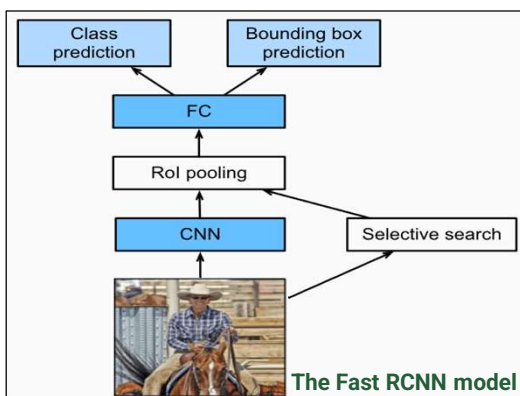 Class
prediction
Bounding box
prediction
FC
RoI pooling
CNN
Selective search
The Fast RCNN model